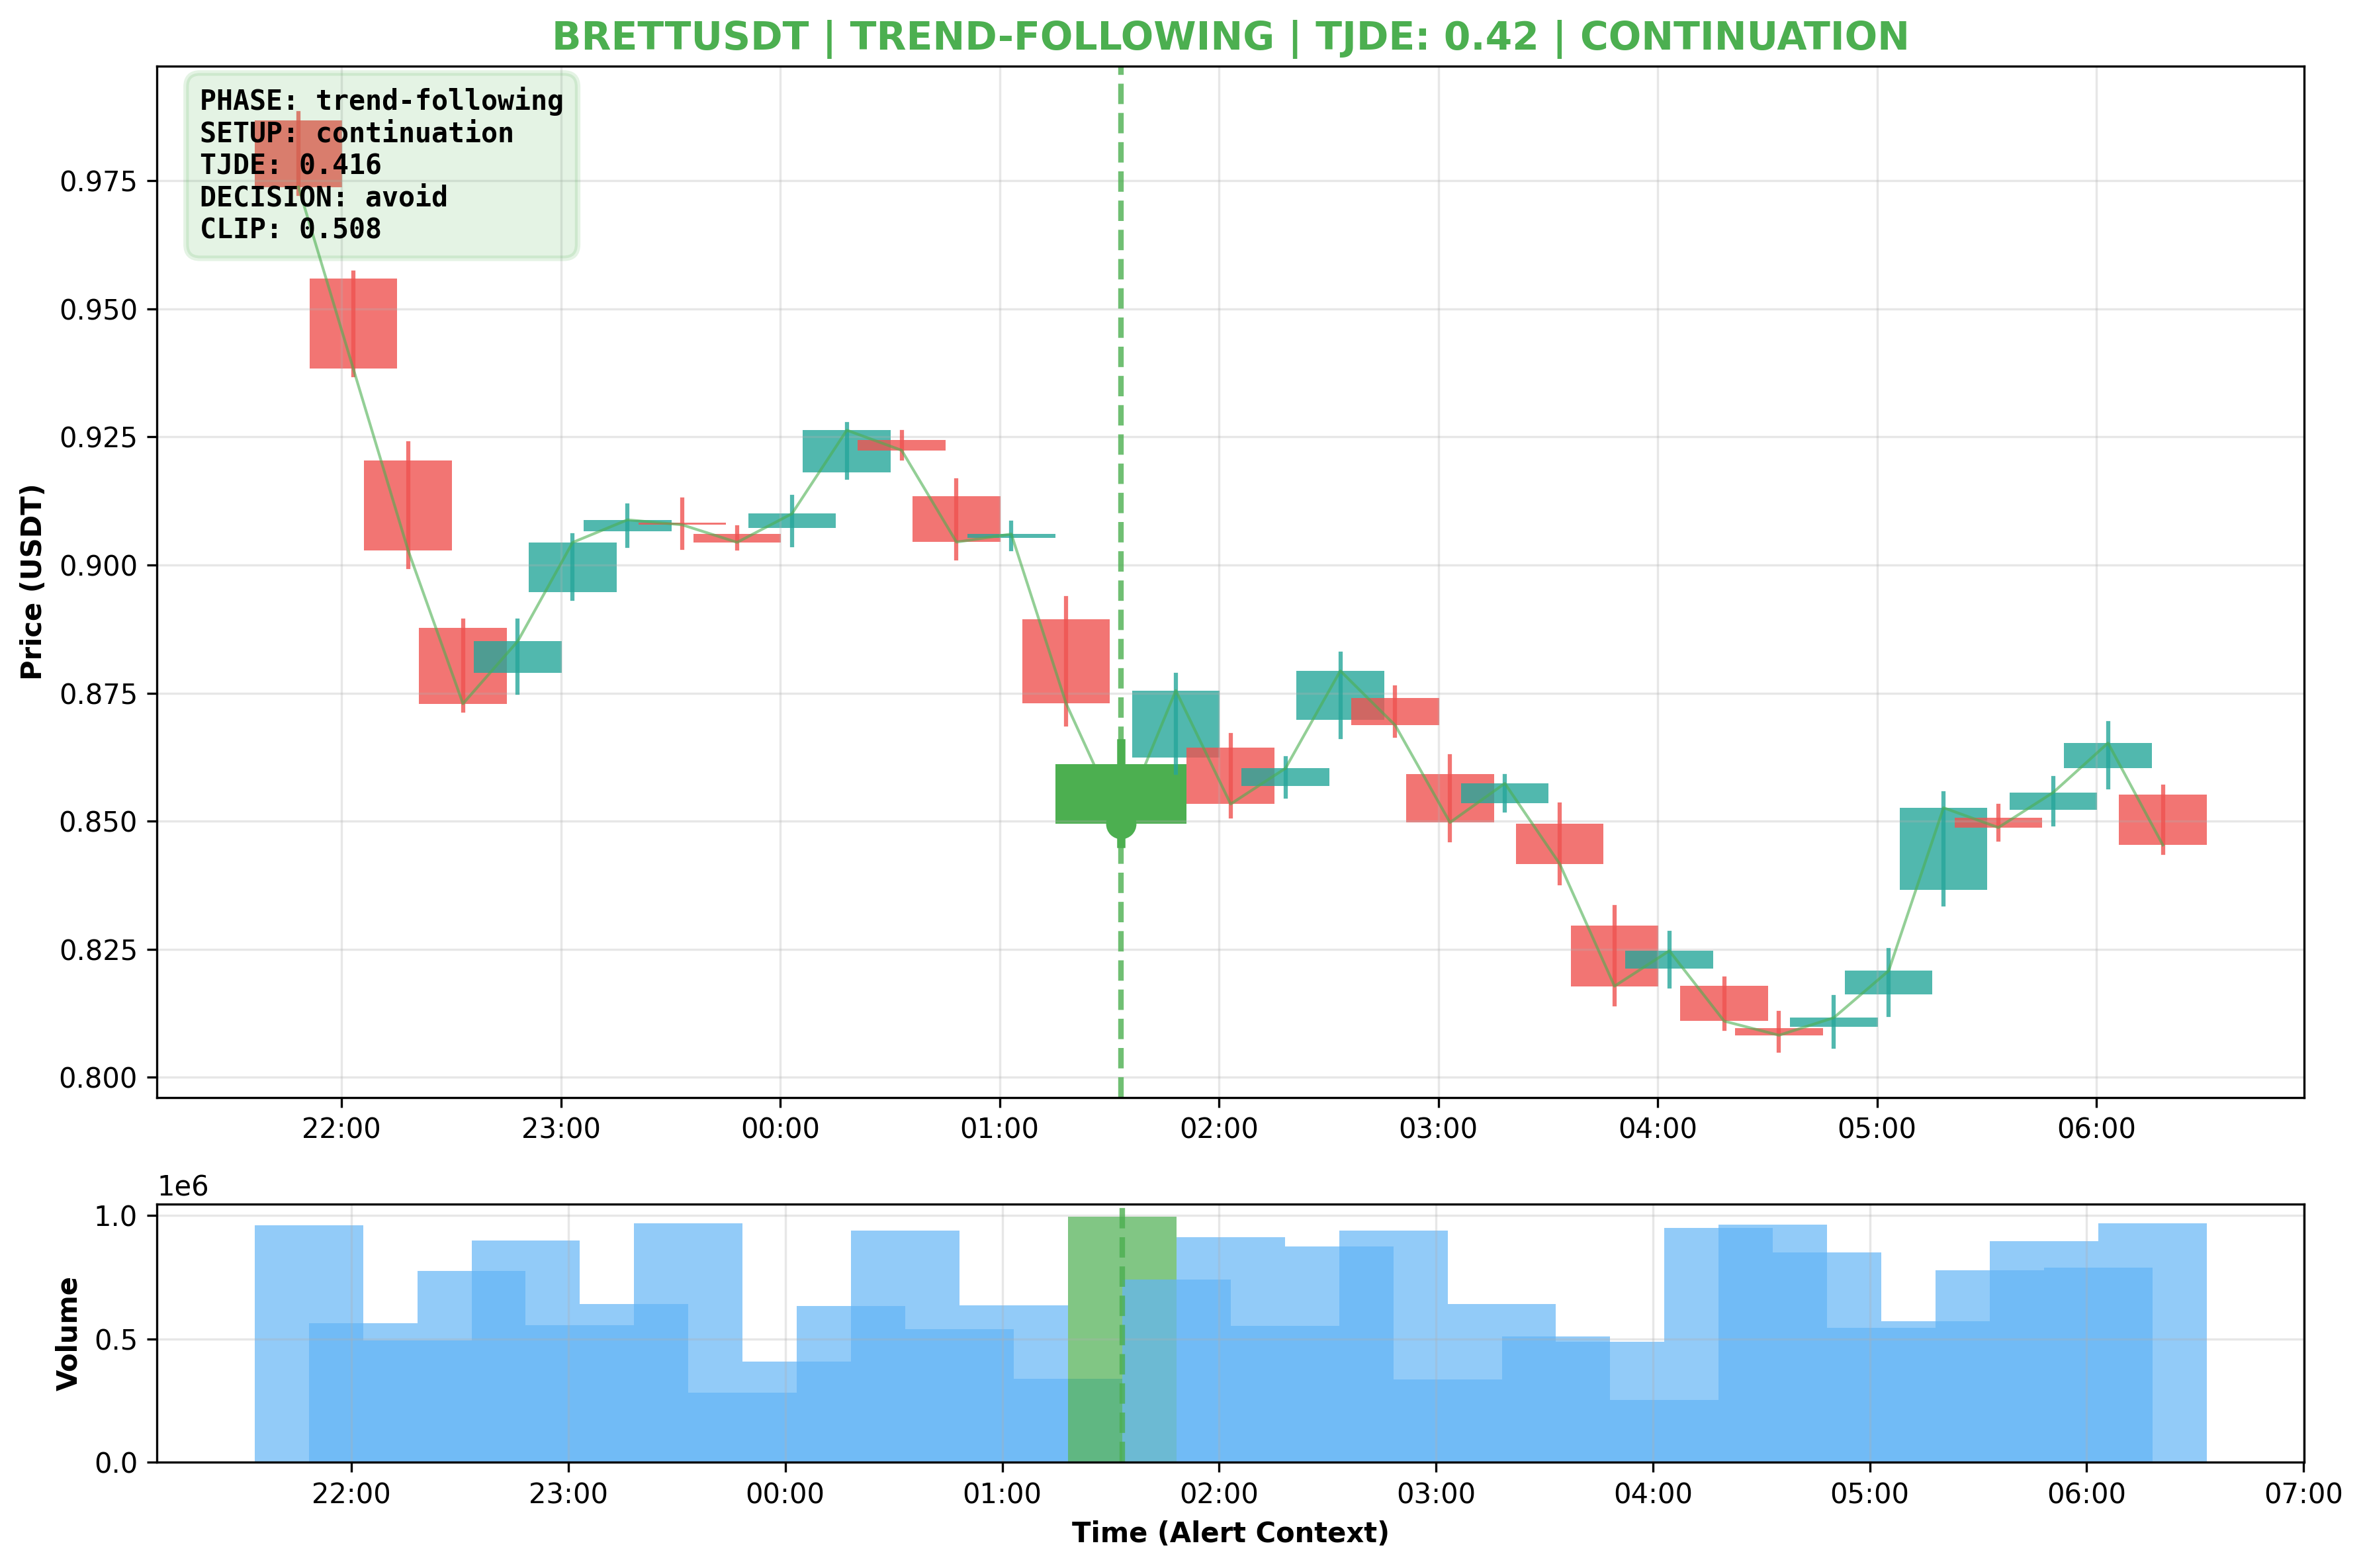 BRETTUSDT | TREND-FOLLOWING | TJDE: 0.42 | CONTINUATION
PHASE: trend-following
SETUP: continuation
TJDE: 0.416
DECISION: avoid
CLIP: 0.508
Price (USDT)
0.975
0.950
0.925
0.900
0.875
0.850
0.825
0.800
22:00 23:00 00:00 01:00 02:00 03:00 04:00 05:00 06:00
1e6
Volume
1.0
0.5
0.0
22:00 23:00 00:00 01:00 02:00 03:00 04:00 05:00 06:00 07:00
Time (Alert Context)